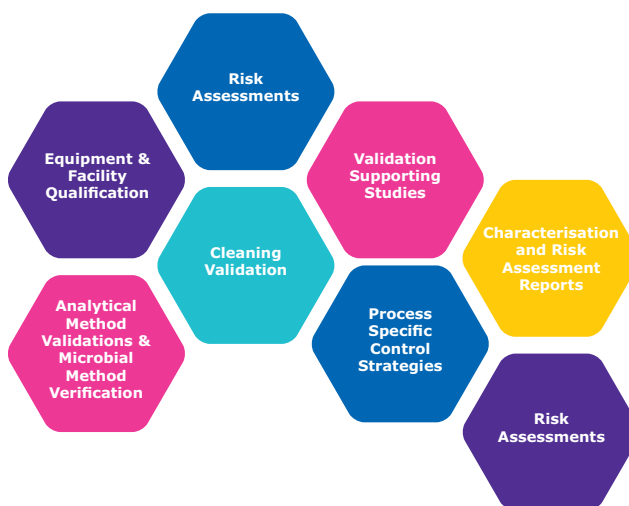 Risk
Assessments
Equipment &
Facility
Qualification
Validation
Supporting
Studies
Cleaning
Validation
Characterisation
and Risk
Assessment
Reports
Analytical
Method
Validations &
Microbial
Method
Verification
Process
Specific
Control
Strategies
Risk
Assessments